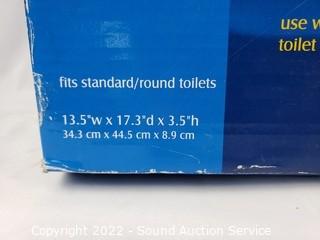 use w
toilet
fits standard/round toilets
13.5"w x 17.3"d x 3.5"h
34.3 cm x 44.5 cm x 8.9 cm
Copyright 2022 - Sound Auction Service